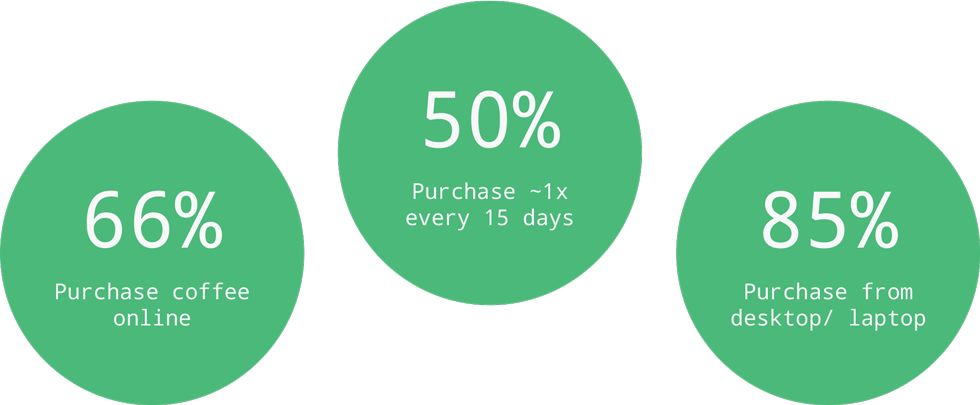 66%
Purchase coffee
online
50%
Purchase ~1x
every 15 days
85%
Purchase from
desktop/ laptop